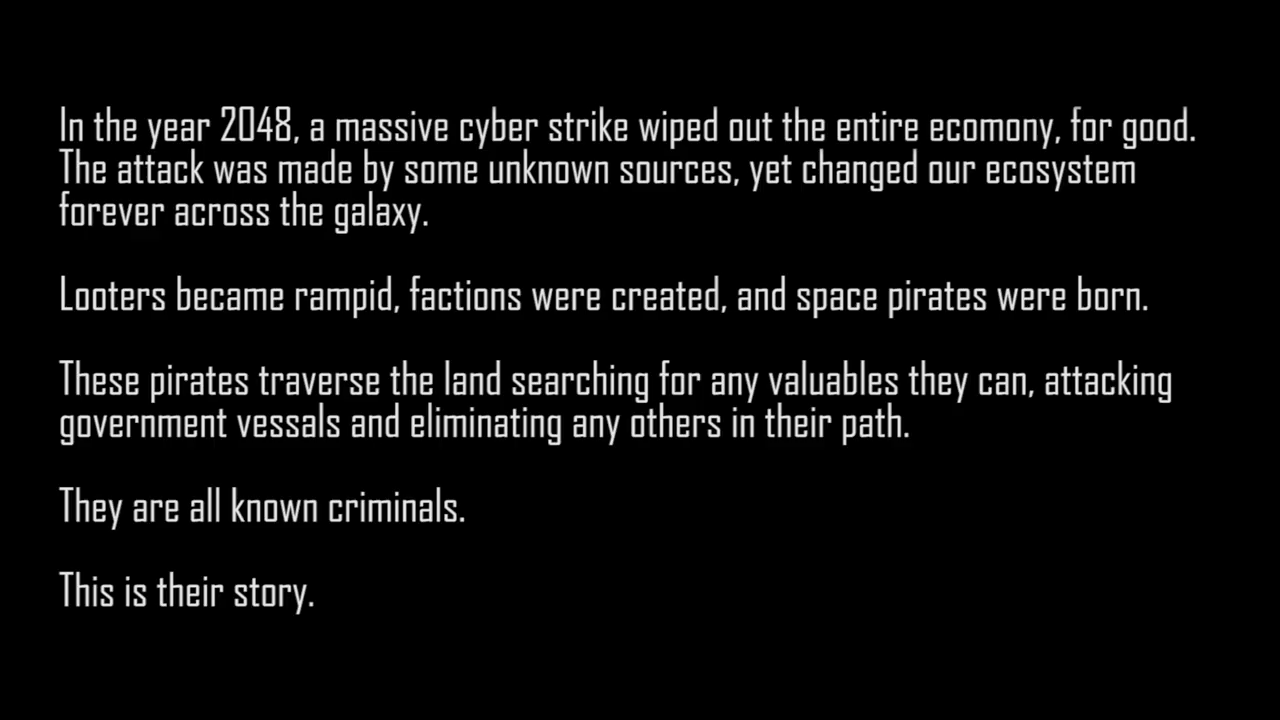 In the year 2048, a massive cyber strike wiped out the entire ecomony, for good.
The attack was made by some unknown sources, yet changed our ecosystem
forever across the galaxy.
Looters became rampid, factions were created, and space pirates were born.
These pirates traverse the land searching for any valuables they can, attacking
government vessals and eliminating any others in their path.
They are all known criminals.
This is their story.